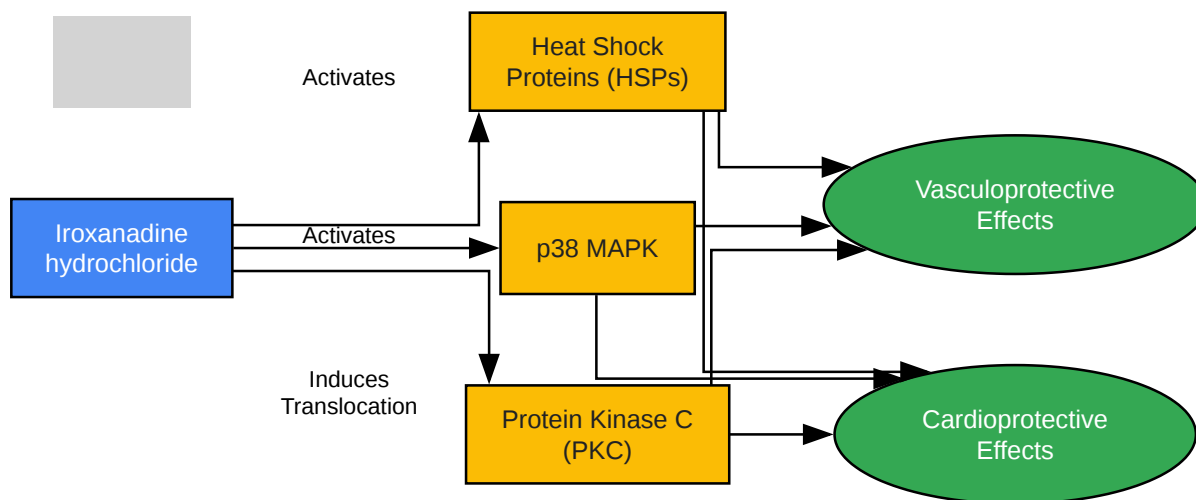 Heat Shock
Proteins (HSPs)
Activates
Vasculoprotective
Effects
Iroxanadine
hydrochloride
Activates
p38 MAPK
Induces
Translocation
Protein Kinase C
(PKC)
Cardioprotective
Effects